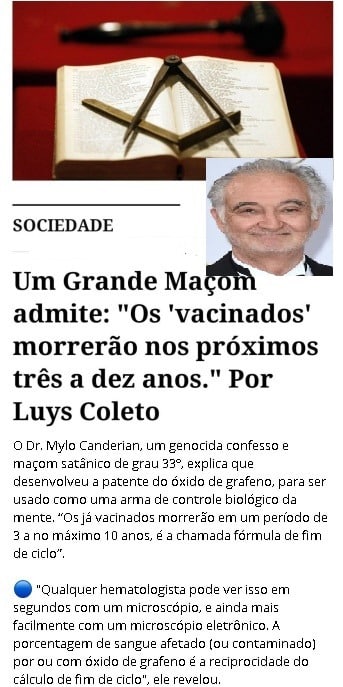 SOCIEDADE
Um Grande Maçom
admite: "Os 'vacinados'
morrerão nos próximos
três a dez anos." Por
Luys Coleto
O Dr. Mylo Canderian, um genocida confesso e
maçom satânico de grau 33°, explica que
desenvolveu a patente do óxido de grafeno, para ser
usado como uma arma de controle biológico da
mente. “Os já vacinados morrerão em um período de
3 a no máximo 10 anos, é a chamada fórmula de fim
de ciclo”.
"Qualquer hematologista pode ver isso em
segundos com um microscópio, e ainda mais
facilmente com um microscópio eletrônico. A
porcentagem de sangue afetado (ou contaminado)
por ou com óxido de grafeno é a reciprocidade do
cálculo de fim de ciclo", ele revelou.